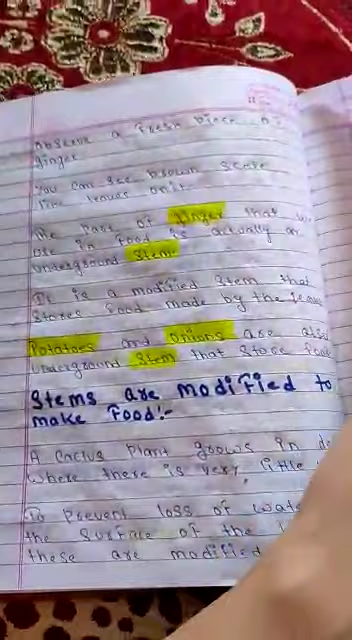 Observe a fresh piece of
ginger
You can see brown scale
like leaves on it.
The part of ginger that we
use in food is actually an
underground stem.
It is a modified stem that
stores food made by the leaves
Potatoes and onions are also
underground stem that store food
Stems are modified to
make food:-
A Cactus plant grows in de
where there is very little
To prevent loss of wate
the surface of the
these are modified